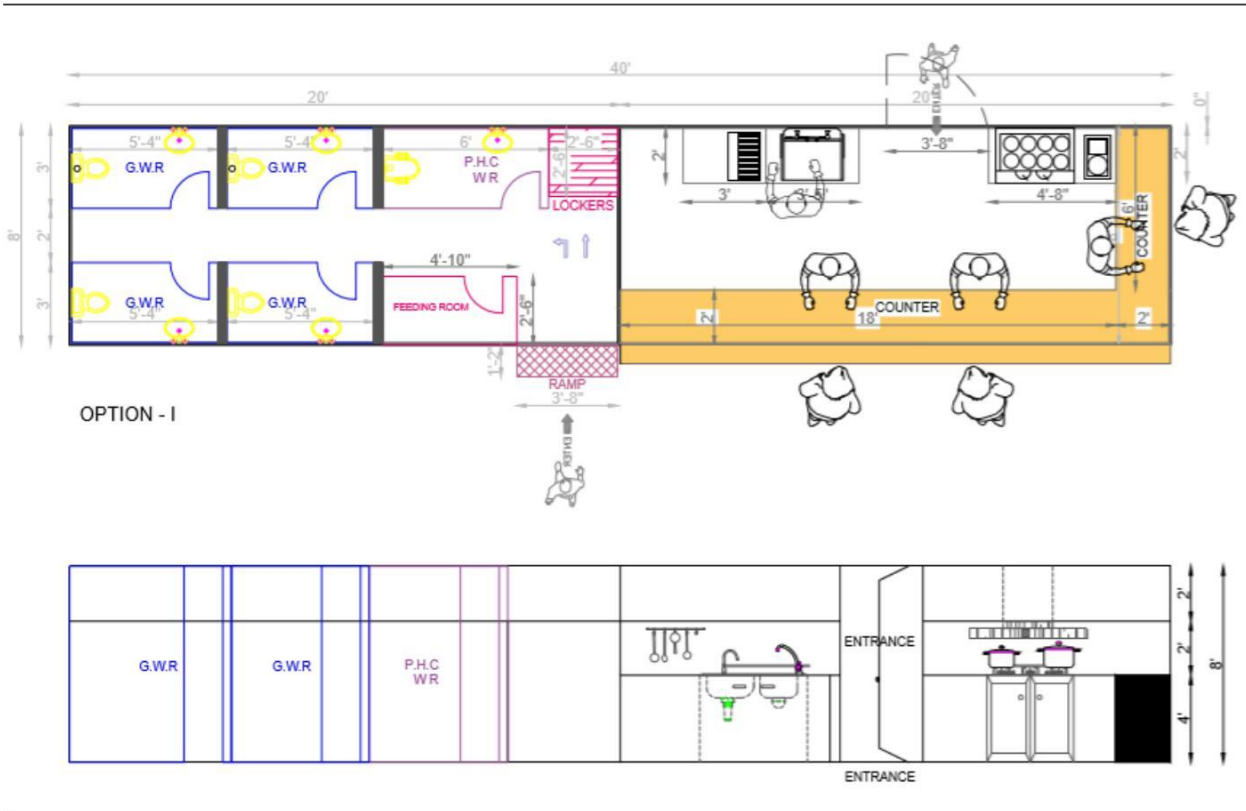 40'
20'
20'
0"
5'-4"
5'-4"
6'
2'-6"
3'-8"
ENTER
2'
2'
3'
G.W.R
G.W.R
P.H.C
W R
2'-6"
LOCKERS
3'
4'-8"
6'
COUNTER
8'
2'
4'-10"
3'
G.W.R
G.W.R
FEEDING ROOM
2'-6"
5'-4"
5'-4"
2'
COUNTER
18'
2'
1'-2"
RAMP
3'-8"
OPTION - I
ENTER
2'
2'
4'
8'
G.W.R
G.W.R
P.H.C
W R
ENTRANCE
ENTRANCE